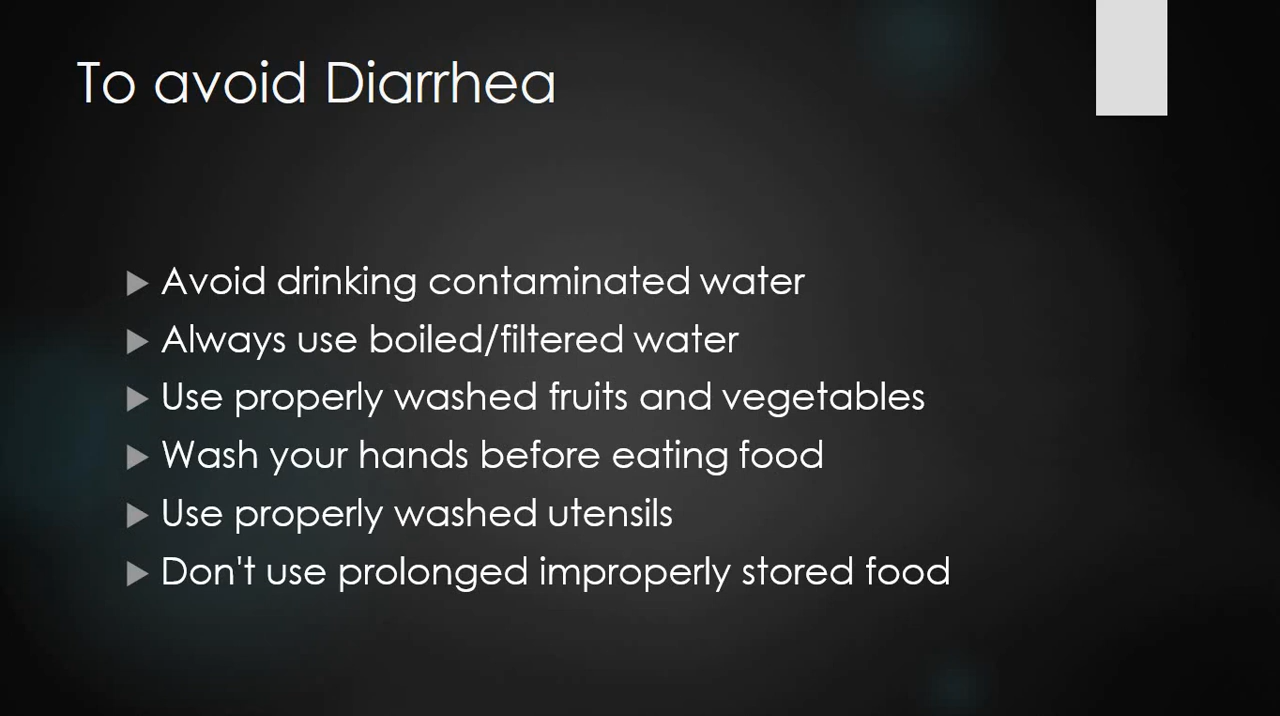 To avoid Diarrhea
Avoid drinking contaminated water
Always use boiled/filtered water
Use properly washed fruits and vegetables
Wash your hands before eating food
Use properly washed utensils
Don't use prolonged improperly stored food